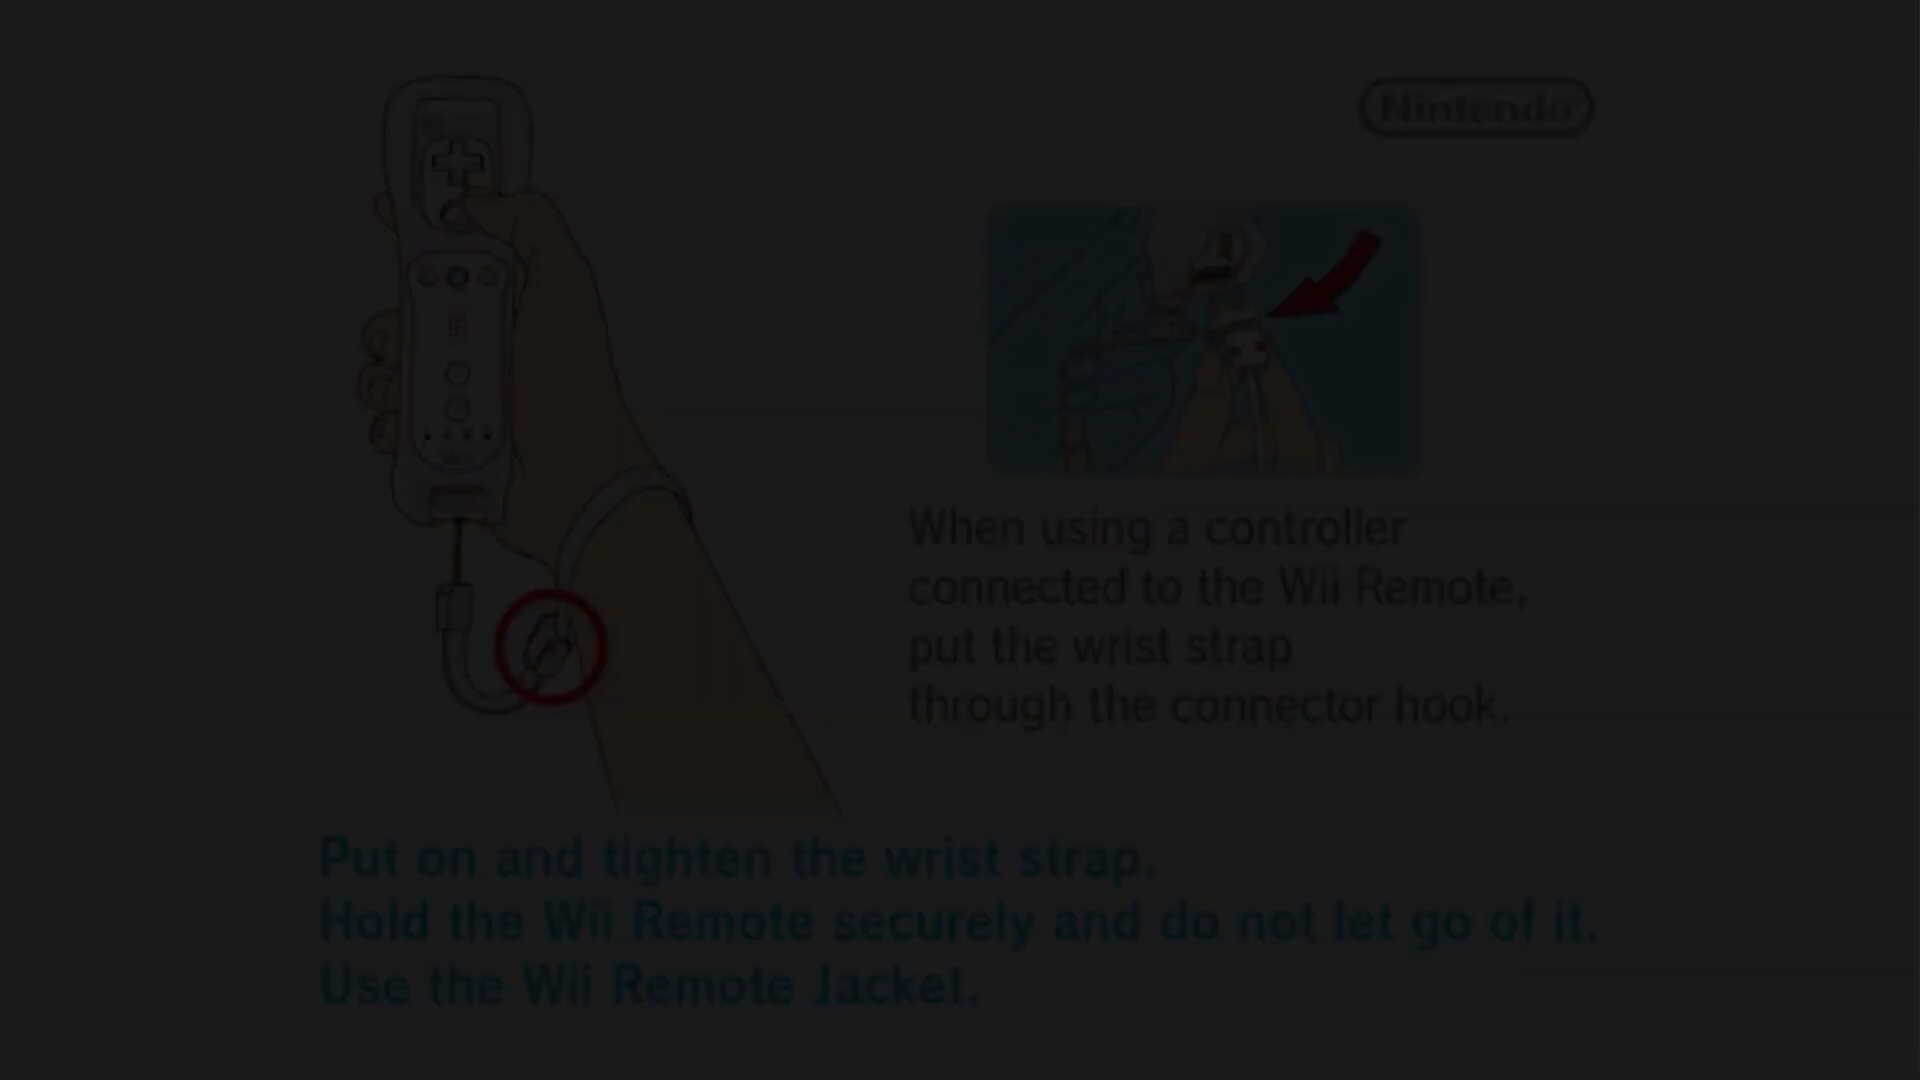 Nintendo
Wii
When using a controller
connected to the Wii Remote,
put the wrist strap
through the connector hook.
Put on and tighten the wrist strap.
Hold the Wii Remote securely and do not let go of it.
Use the Wii Remote Jacket.